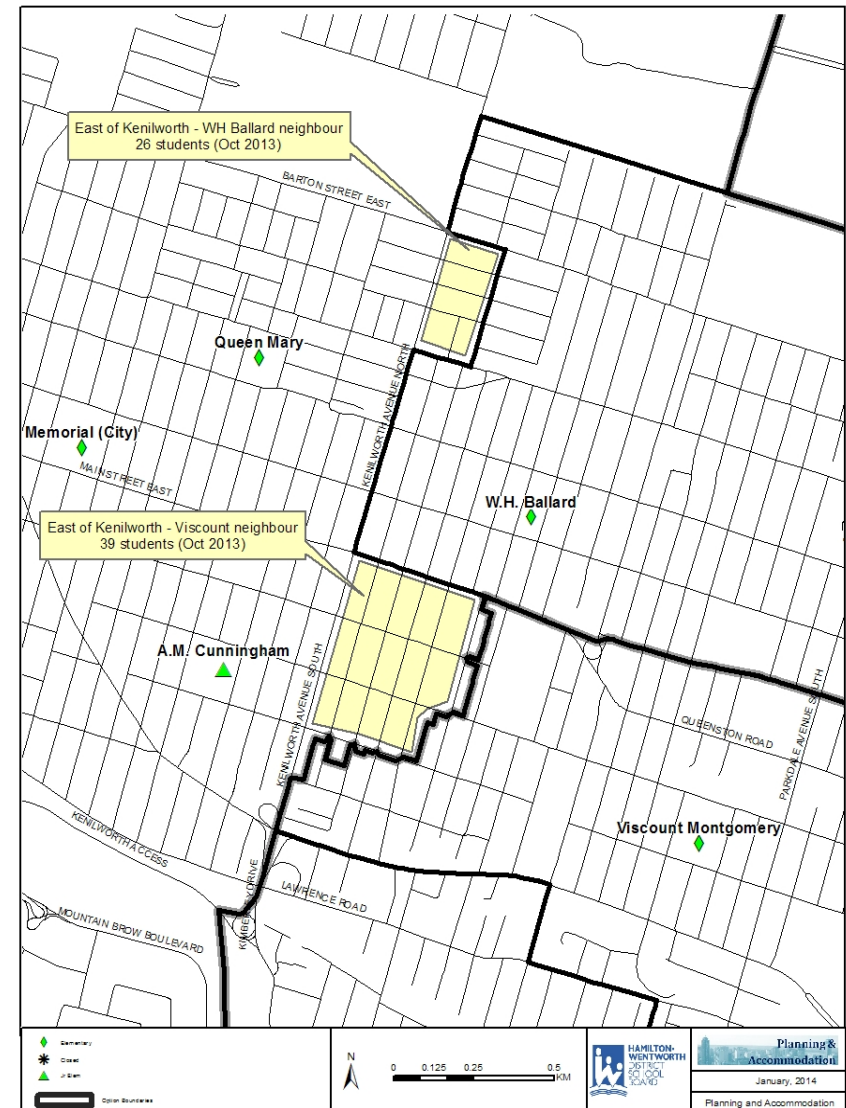 East of Kenilworth - WH Ballard neighbour
26 students (Oct 2013)
BARTON STREET EAST
Queen Mary
KENILWORTH AVENUE NORTH
Memorial (City)
MAIN STREET EAST
W.H. Ballard
East of Kenilworth - Viscount neighbour
39 students (Oct 2013)
A.M. Cunningham
KENILWORTH AVENUE SOUTH
QUEENSTON ROAD
PARKDALE AVENUE SOUTH
Viscount Montgomery
KENILWORTH ACCESS
KIMBERLY DRIVE
LAWRENCE ROAD
MOUNTAIN BROW BOULEVARD
Elementary
Closed
Jr Elem
Option Boundaries
N
0 0.125 0.25 0.5
KM
HAMILTON-
WENTWORTH
DISTRICT
SCHOOL
BOARD
Planning &
Accommodation
January, 2014
Planning and Accommodation